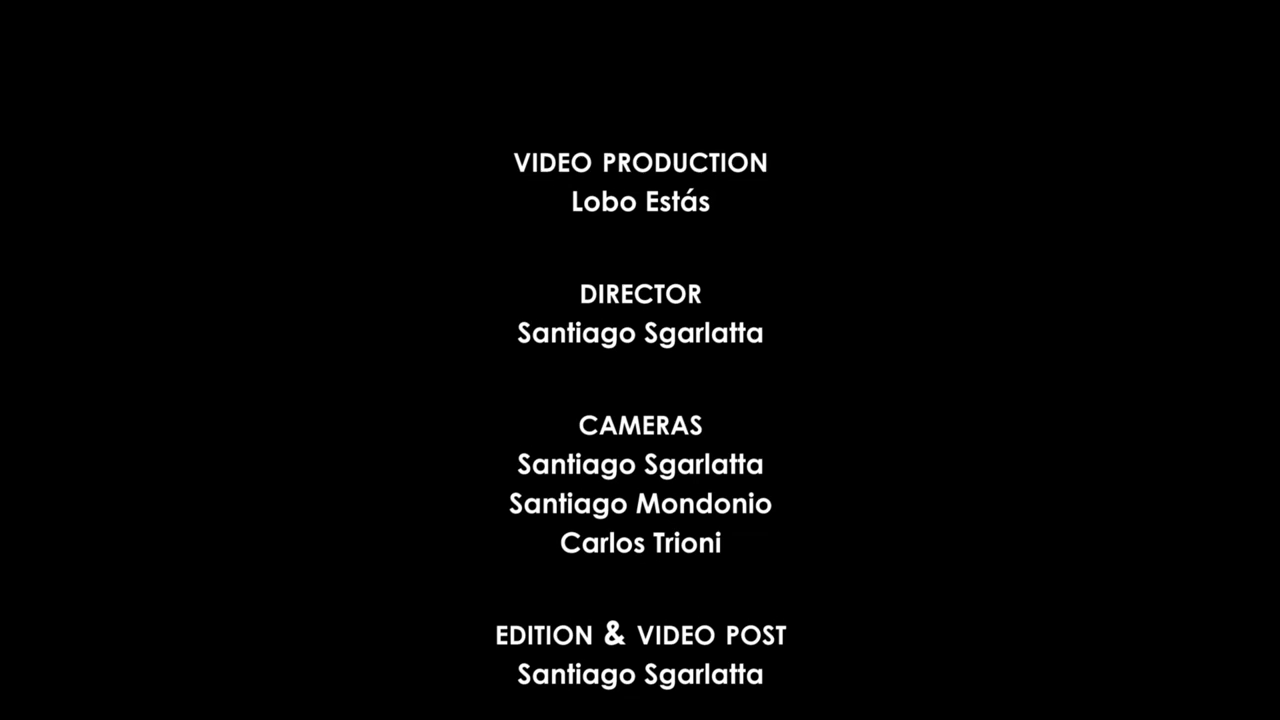 VIDEO PRODUCTION
Lobo Estás
DIRECTOR
Santiago Sgarlatta
CAMERAS
Santiago Sgarlatta
Santiago Mondonio
Carlos Trioni
EDITION & VIDEO POST
Santiago Sgarlatta